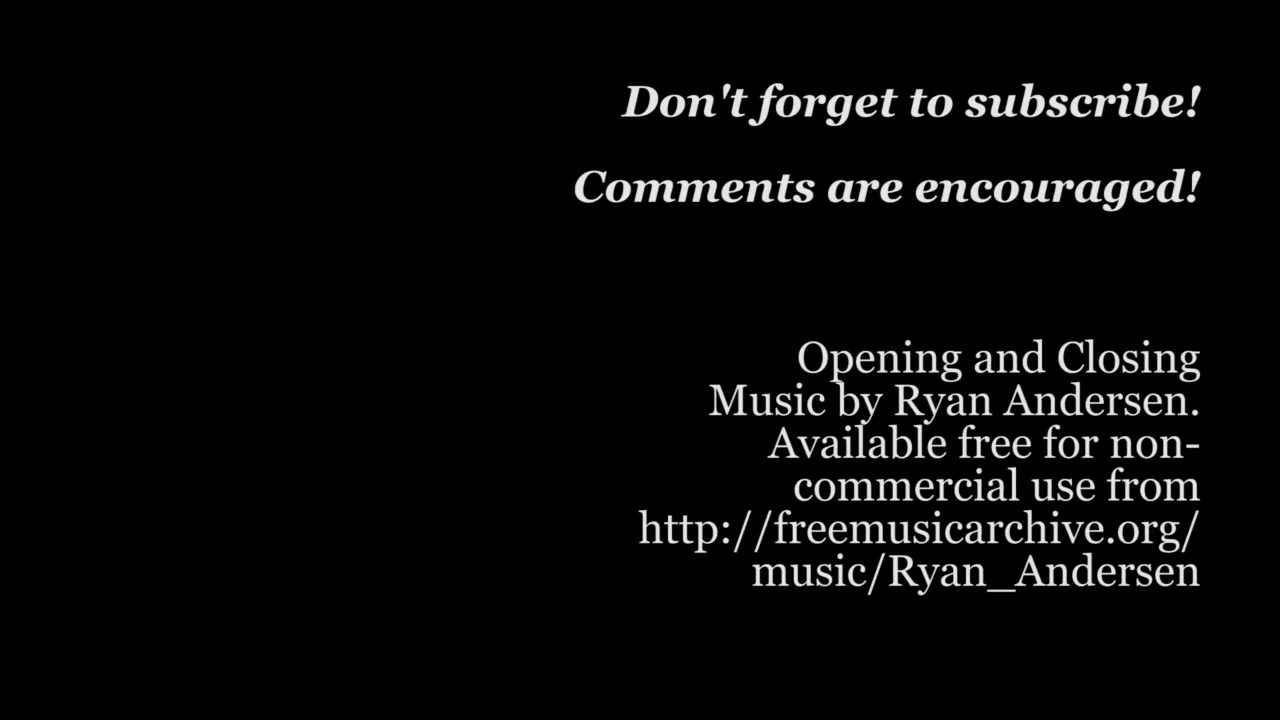 Don't forget to subscribe!
Comments are encouraged!
Opening and Closing
Music by Ryan Andersen.
Available free for non-
commercial use from
http://freemusicarchive.org/
music/Ryan_Andersen